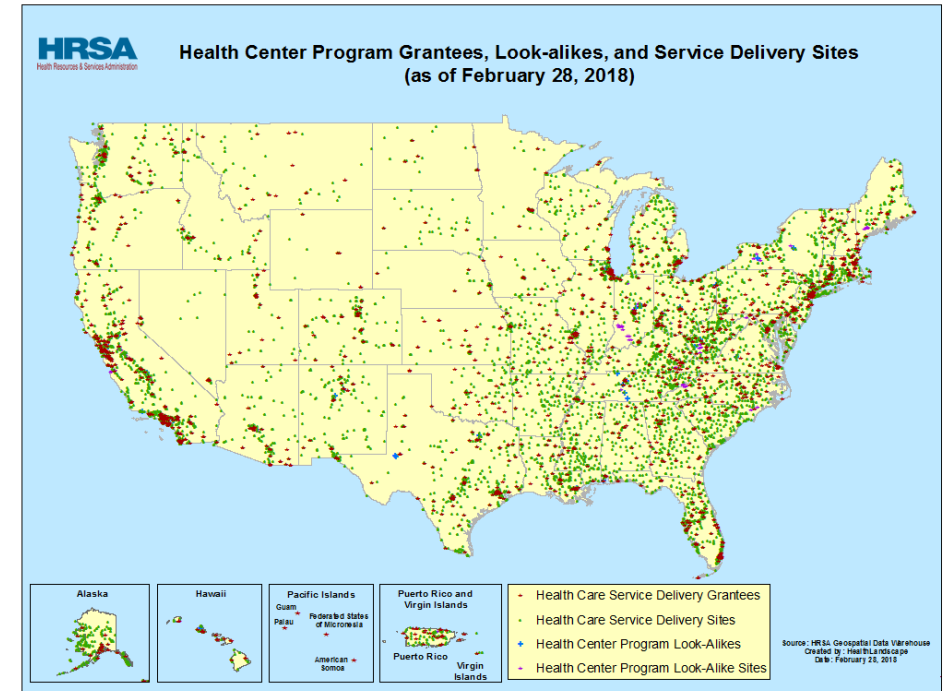 HRSA
Health Resources & Services Administration
Health Center Program Grantees, Look-alikes, and Service Delivery Sites
(as of February 28, 2018)
Alaska
Hawaii
Pacific Islands
Guam
Palau
Federated States
of Micronesia
American
Somoa
Puerto Rico and
Virgin Islands
Puerto Rico
Virgin
Islands
Health Care Service Delivery Grantees
Health Care Service Delivery Sites
Health Center Program Look-Alikes
Health Center Program Look-Alike Sites
Source: HRSA Geospatial Data Warehouse
Created by: HealthLandscape
Date: February 28, 2018